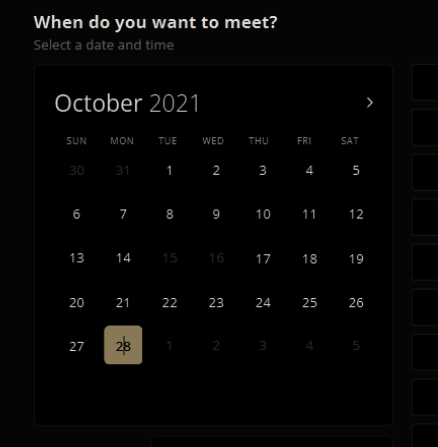 When do you want to meet?
Select a date and time
October 2021
SUN MON TUE WED THU FRI SAT
30 31 1 2 3 4 5
6 7 8 9 10 11 12
13 14 15 16 17 18 19
20 21 22 23 24 25 26
27 28 1 2 3 4 5